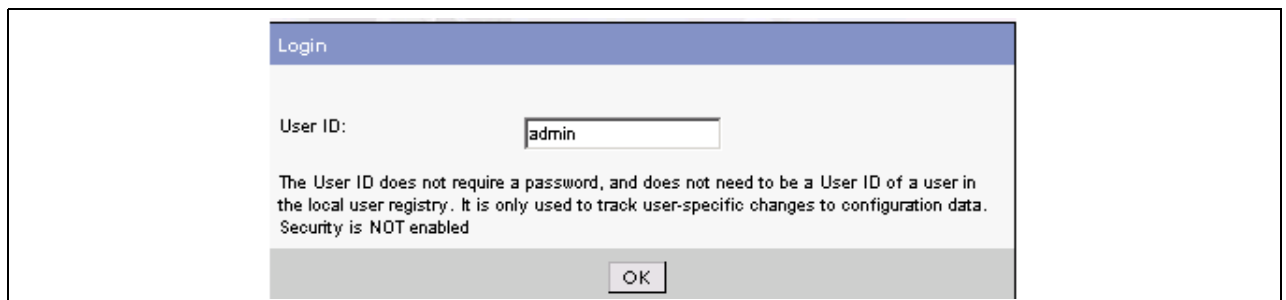 Login
User ID:
admin
The User ID does not require a password, and does not need to be a User ID of a user in
the local user registry. It is only used to track user-specific changes to configuration data.
Security is NOT enabled
OK